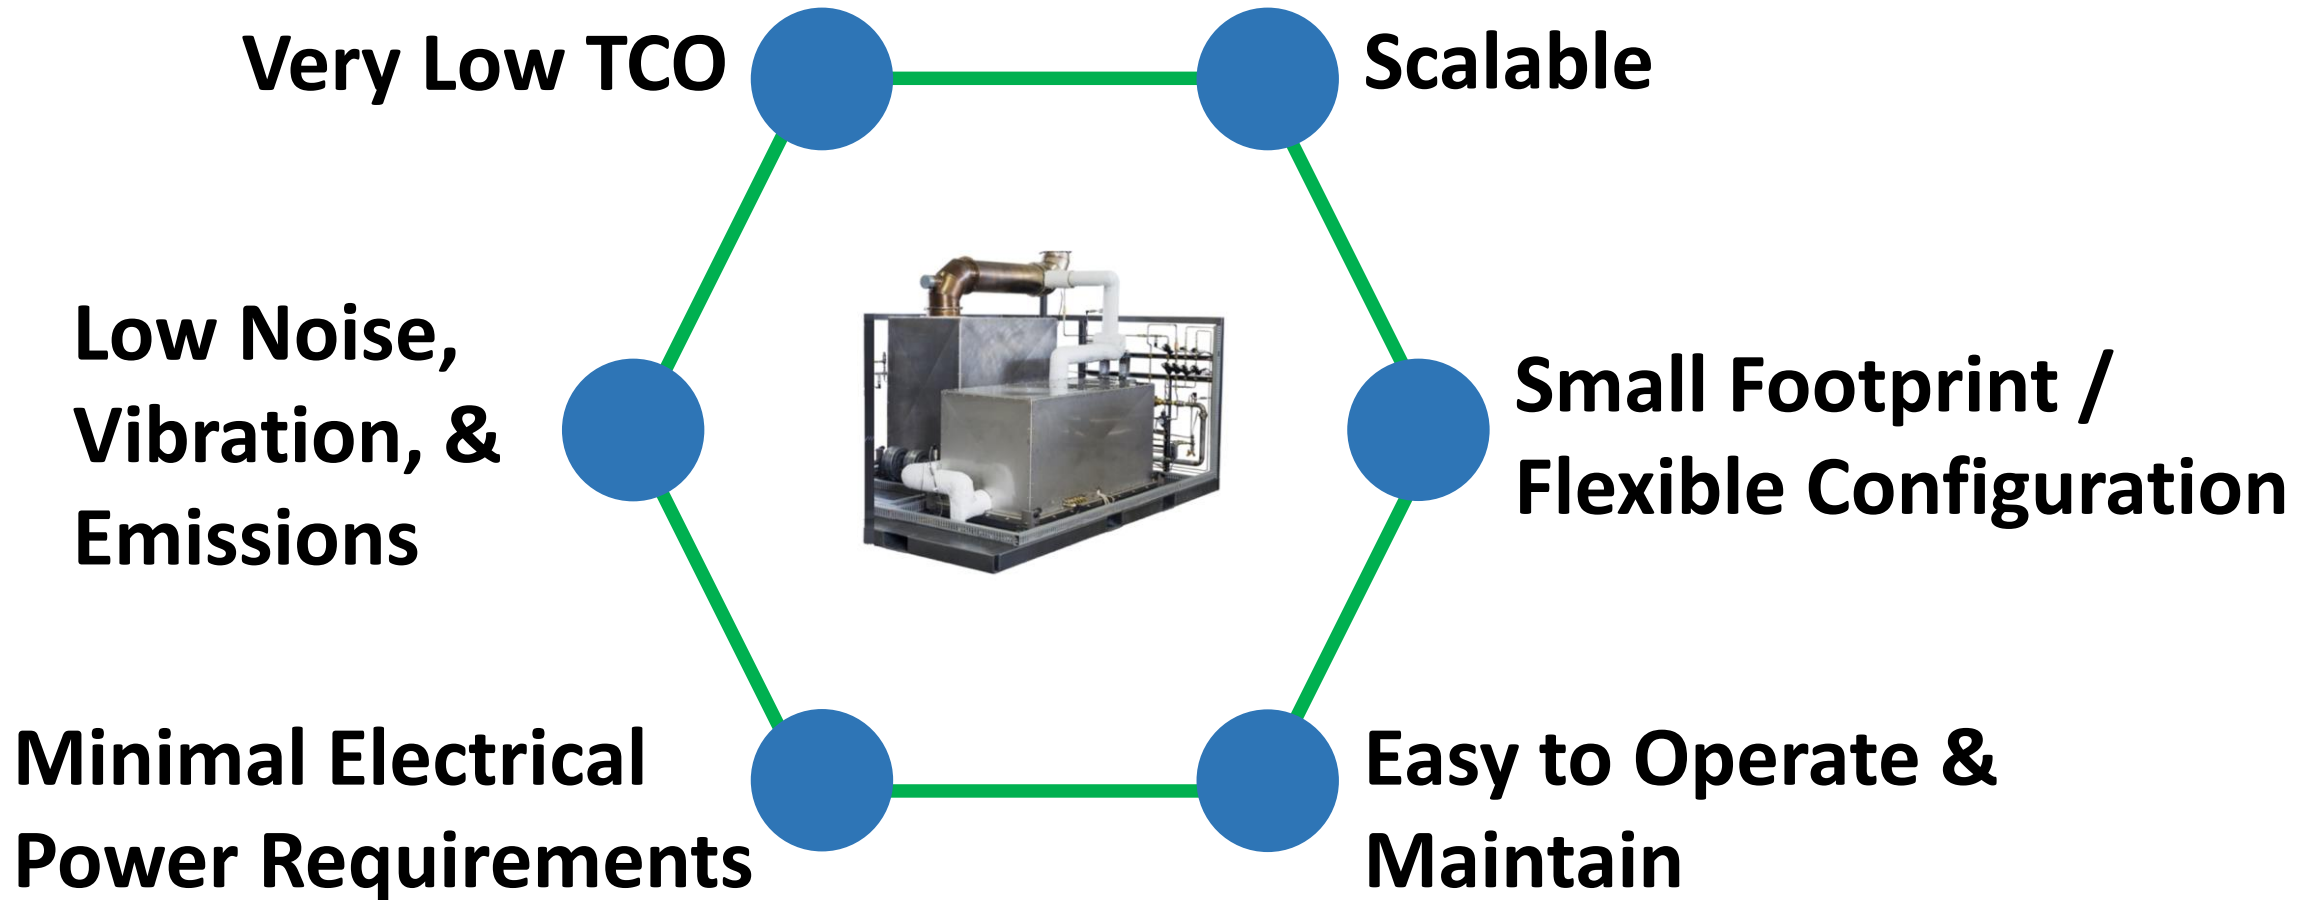 Very Low TCO
Scalable
Low Noise,
Vibration, &
Emissions
Small Footprint /
Flexible Configuration
Minimal Electrical
Power Requirements
Easy to Operate &
Maintain